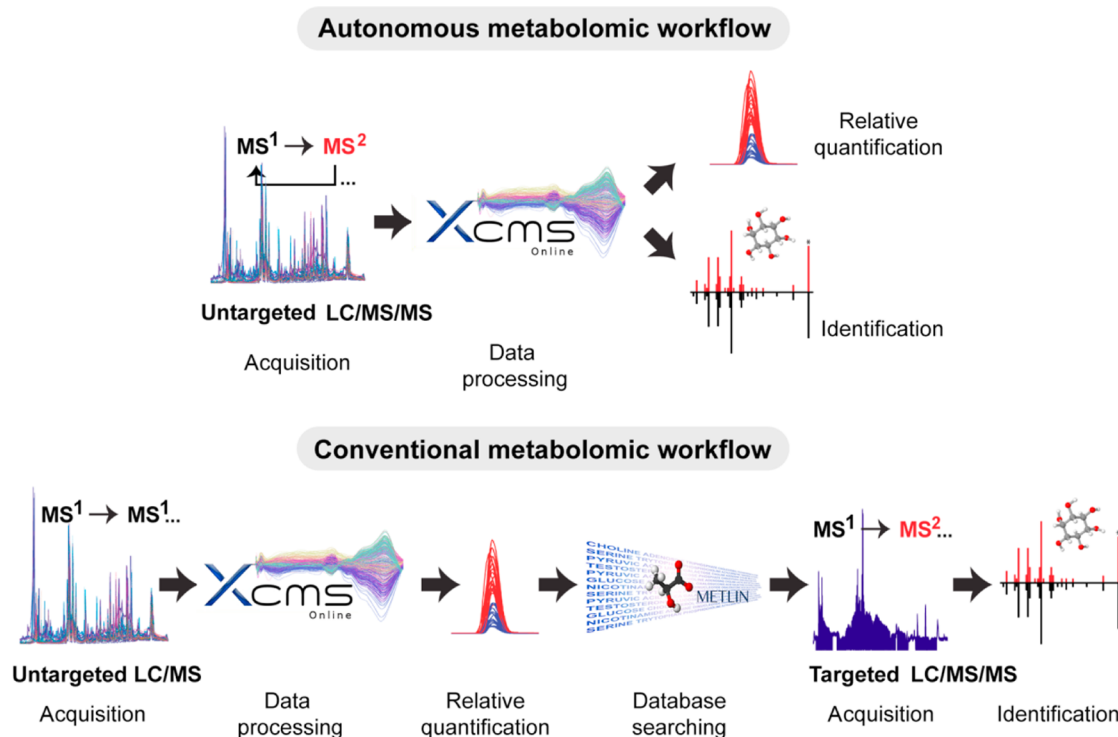 Autonomous metabolomic workflow
MS1 → MS2
...
Relative
quantification
XCMS
Online
Untargeted LC/MS/MS
Identification
Acquisition
Data
processing
Conventional metabolomic workflow
MS1 → MS1...
XCMS
Online
METLIN
MS1 → MS2...
Untargeted LC/MS
Targeted LC/MS/MS
Acquisition
Data
processing
Relative
quantification
Database
searching
Acquisition
Identification